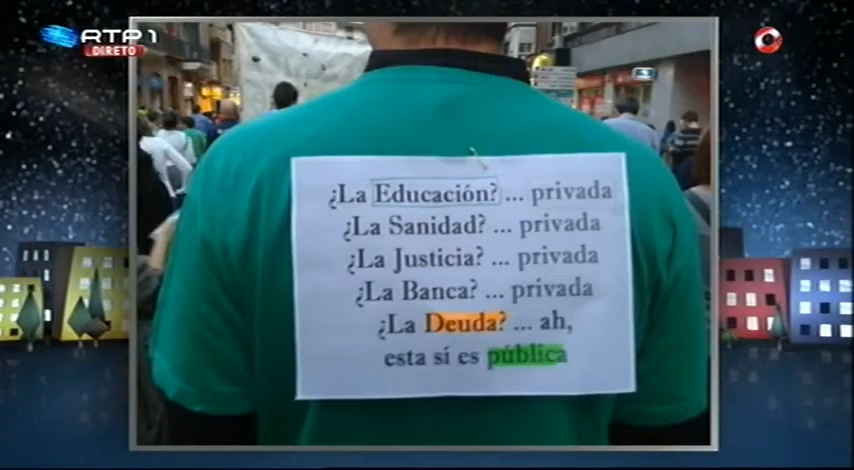 RTP1
DIRETO
¿La Educación? ... privada
¿La Sanidad? ... privada
¿La Justicia? ... privada
¿La Banca? ... privada
¿La Deuda? ... ah,
esta sí es pública